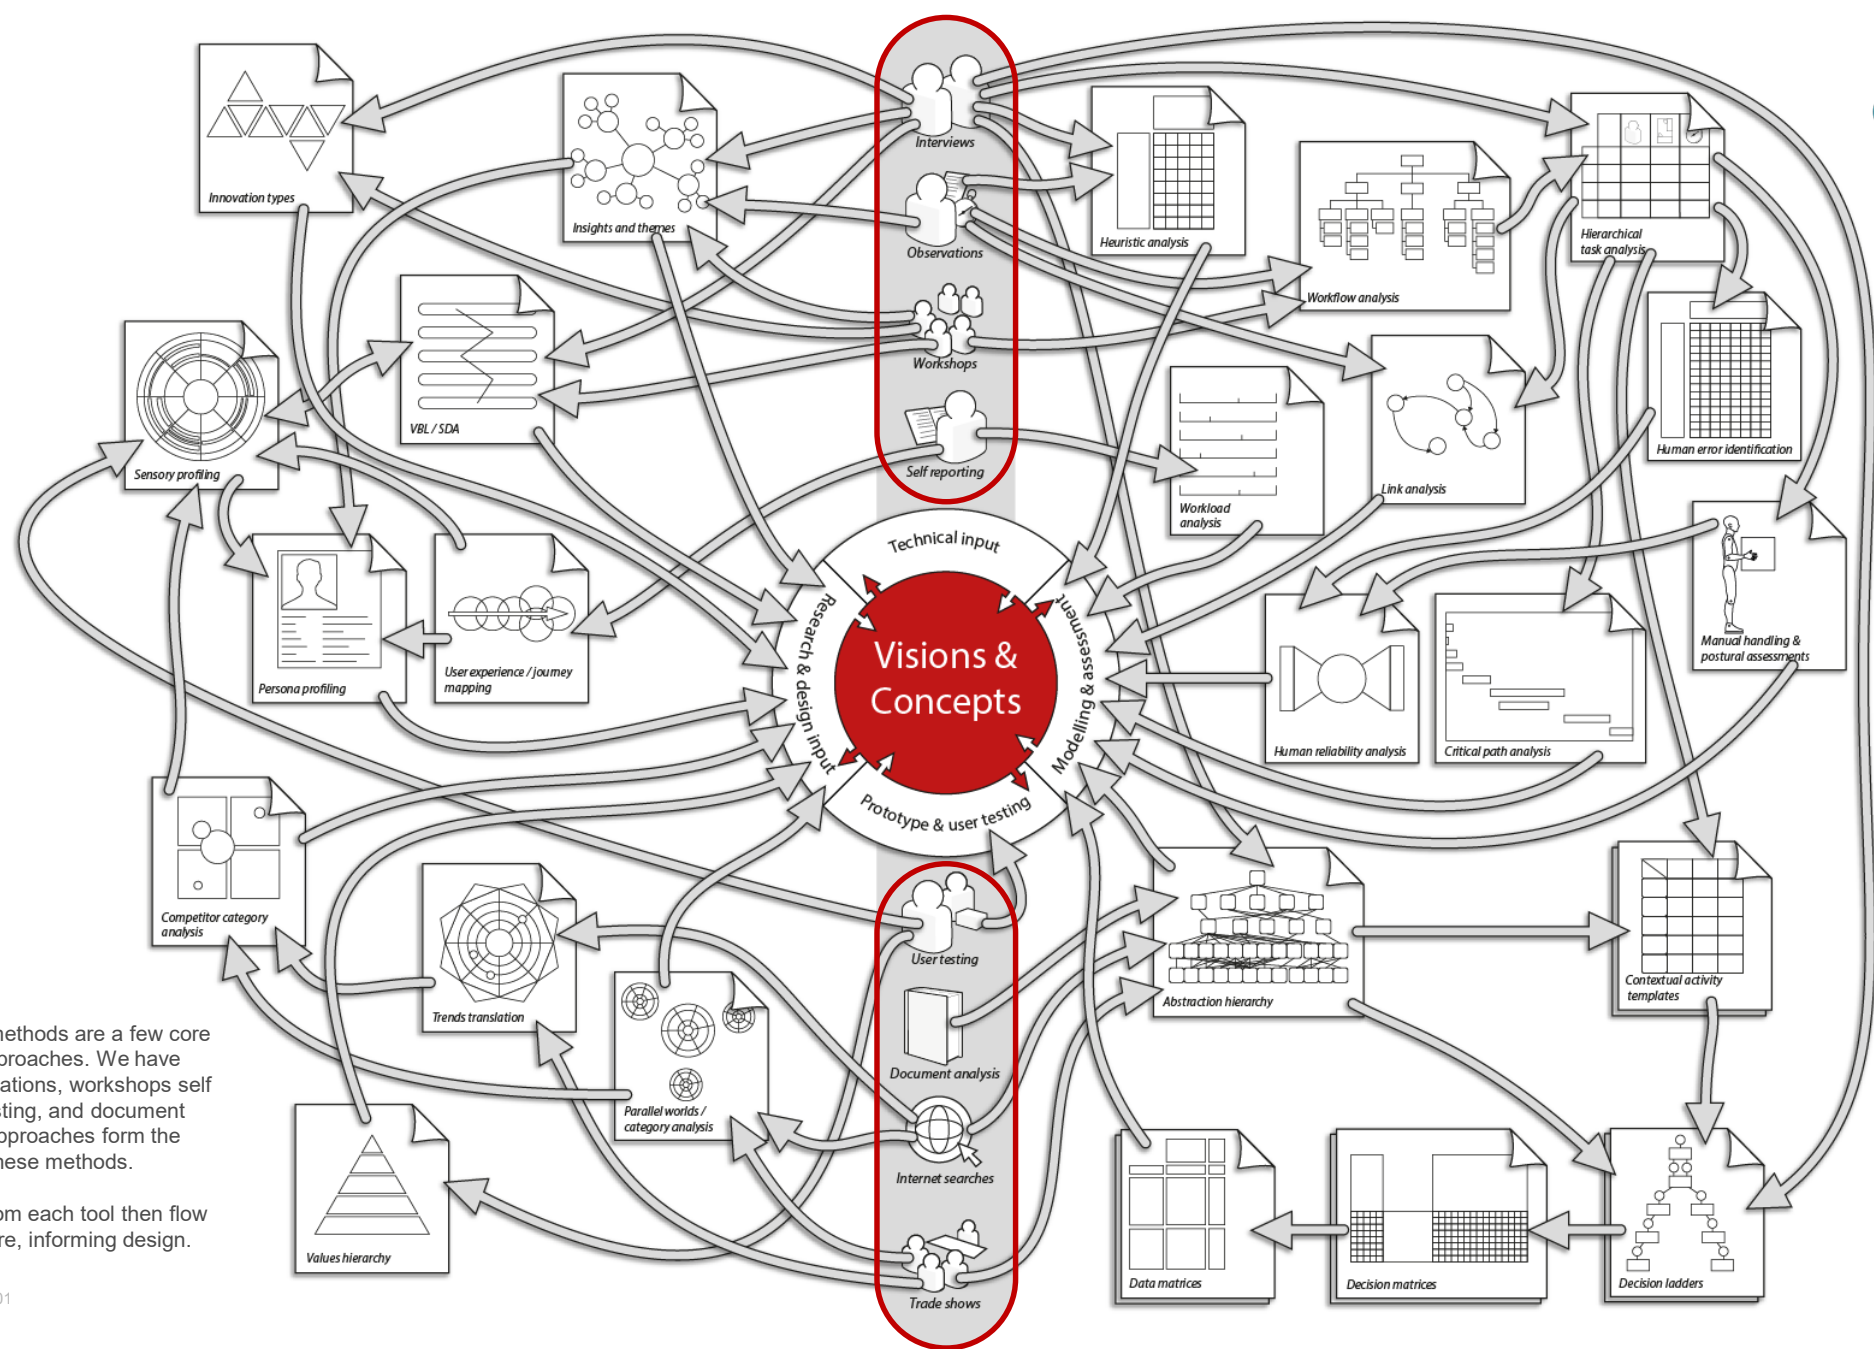 Innovation types
Insights and themes
Interviews
Observations
Workshops
Self reporting
Heuristic analysis
Workflow analysis
Hierarchical
task analysis
Human error identification
Link analysis
Workload
analysis
VBL / SDA
Sensory profiling
Persona profiling
User experience / journey
mapping
Technical input
Research & design input
Modelling & assessment
Prototype & user testing
Visions &
Concepts
Human reliability analysis
Critical path analysis
Manual handling &
postural assessments
Competitor category
analysis
Trends translation
Parallel worlds /
category analysis
Values hierarchy
User testing
Document analysis
Internet searches
Trade shows
Abstraction hierarchy
Contextual activity
templates
Data matrices
Decision matrices
Decision ladders
methods are a few core
proaches. We have
ations, workshops self
sting, and document
pproaches form the
hese methods.
om each tool then flow
re, informing design.
01